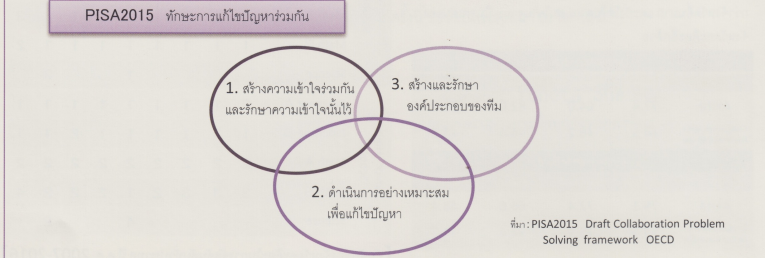 PISA2015 ทักษะการแก้ไขปัญหาร่วมกัน
1. สร้างความเข้าใจร่วมกัน
และรักษาความเข้าใจนั้นไว้
3. สร้างและรักษา
องค์ประกอบของทีม
2. ดำเนินการอย่างเหมาะสม
เพื่อแก้ไขปัญหา
ที่มา: PISA2015 Draft Collaboration Problem
Solving framework OECD